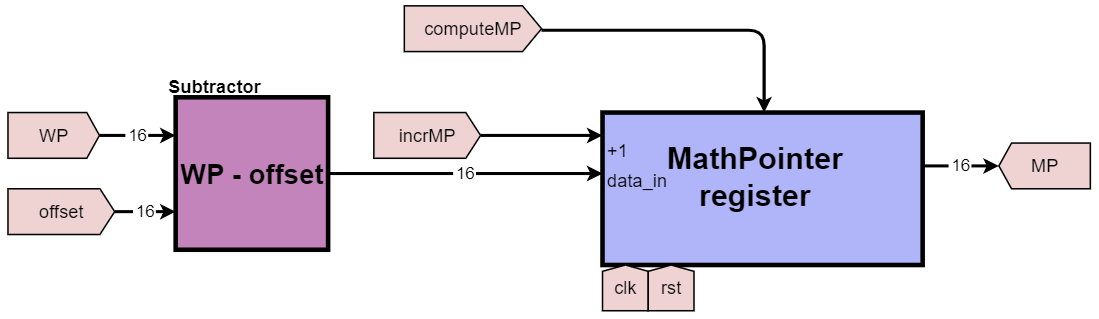 computeMP
Subtractor
WP
16
offset
16
WP - offset
incrMP
16
+1
data_in
MathPointer
register
clk
rst
16
MP